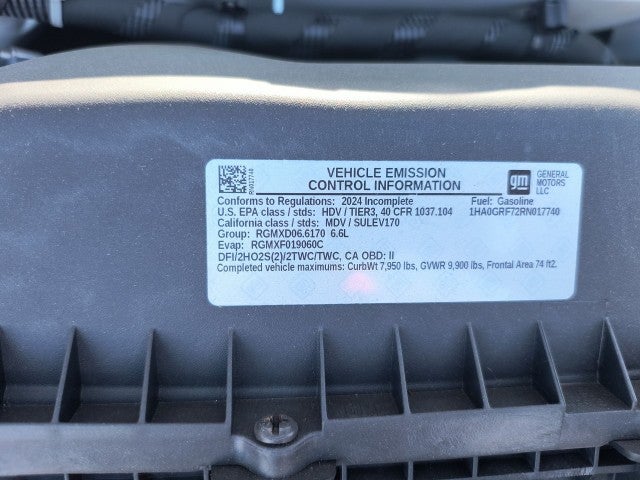 RN017740
VEHICLE EMISSION
CONTROL INFORMATION
gm
GENERAL
MOTORS
LLC
Conforms to Regulations: 2024 Incomplete
Fuel: Gasoline
U.S. EPA class / stds: HDV / TIER3, 40 CFR 1037.104
1HA0GRF72RN017740
California class / stds: MDV / SULEV170
Group: RGMXD06.6170 6.6L
Evap: RGMXF019060C
DFI/2HO2S(2)/2TWC/TWC, CA OBD: II
Completed vehicle maximums: CurbWt 7,950 lbs, GVWR 9,900 lbs, Frontal Area 74 ft2.